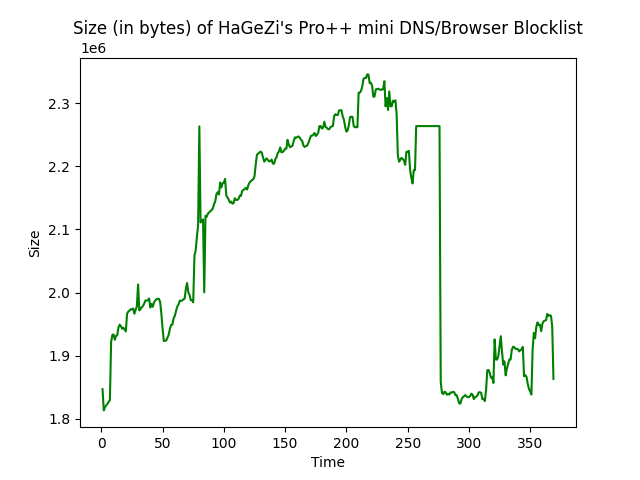 Size (in bytes) of HaGeZi's Pro++ mini DNS/Browser Blocklist
1e6
2.3
2.2
2.1
2.0
1.9
1.8
Size
0 50 100 150 200 250 300 350
Time